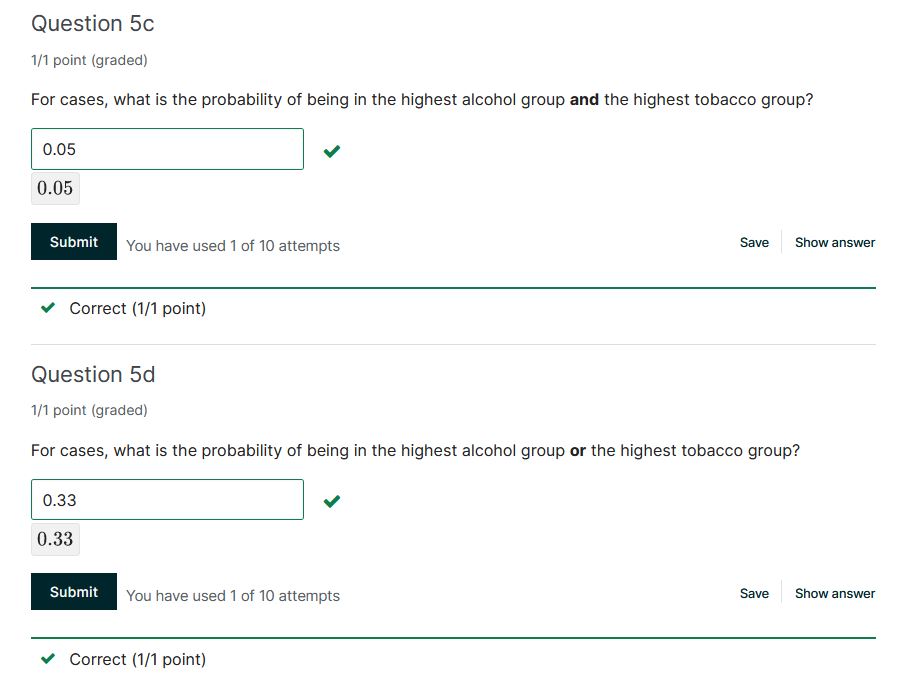 Question 5c
1/1 point (graded)
For cases, what is the probability of being in the highest alcohol group and the highest tobacco group?
0.05
0.05
Submit You have used 1 of 10 attempts Save Show answer
Correct (1/1 point)
Question 5d
1/1 point (graded)
For cases, what is the probability of being in the highest alcohol group or the highest tobacco group?
0.33
0.33
Submit You have used 1 of 10 attempts Save Show answer
Correct (1/1 point)